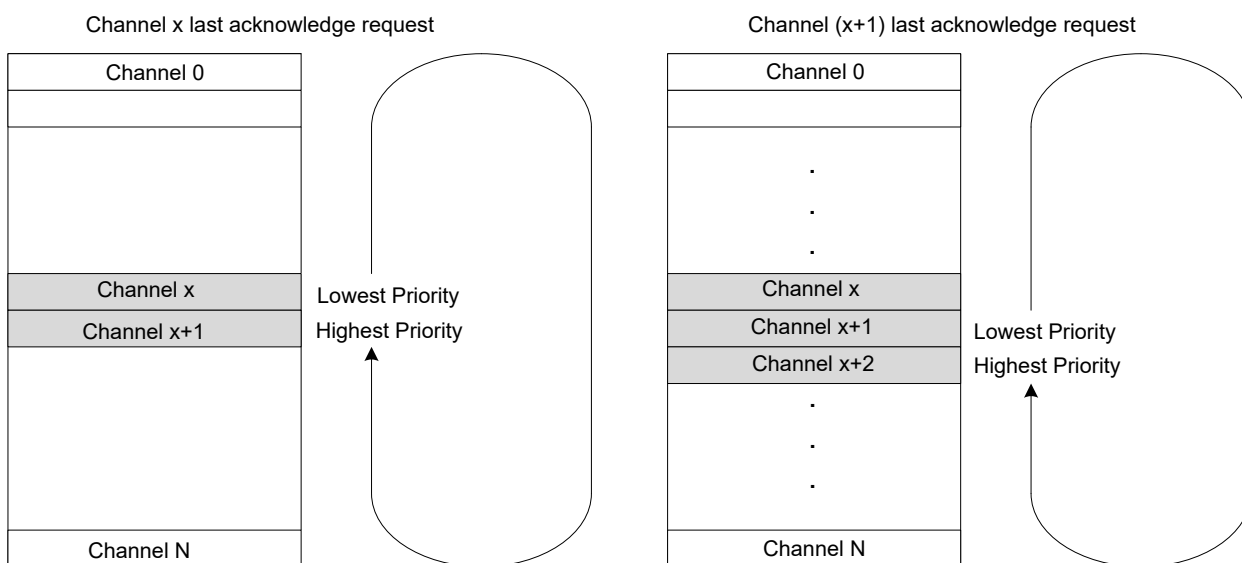 Channel x last acknowledge request
Channel 0
Channel x
Lowest Priority
Channel x+1
Highest Priority
Channel N
Channel (x+1) last acknowledge request
Channel 0
.
.
.
Channel x
Channel x+1
Lowest Priority
Channel x+2
Highest Priority
.
.
.
Channel N